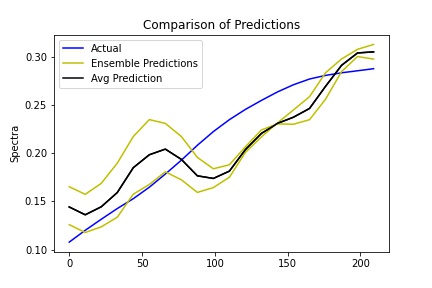 Comparison of Predictions
Actual
Ensemble Predictions
Avg Prediction
Spectra
0.30
0.25
0.20
0.15
0.10
0 50 100 150 200